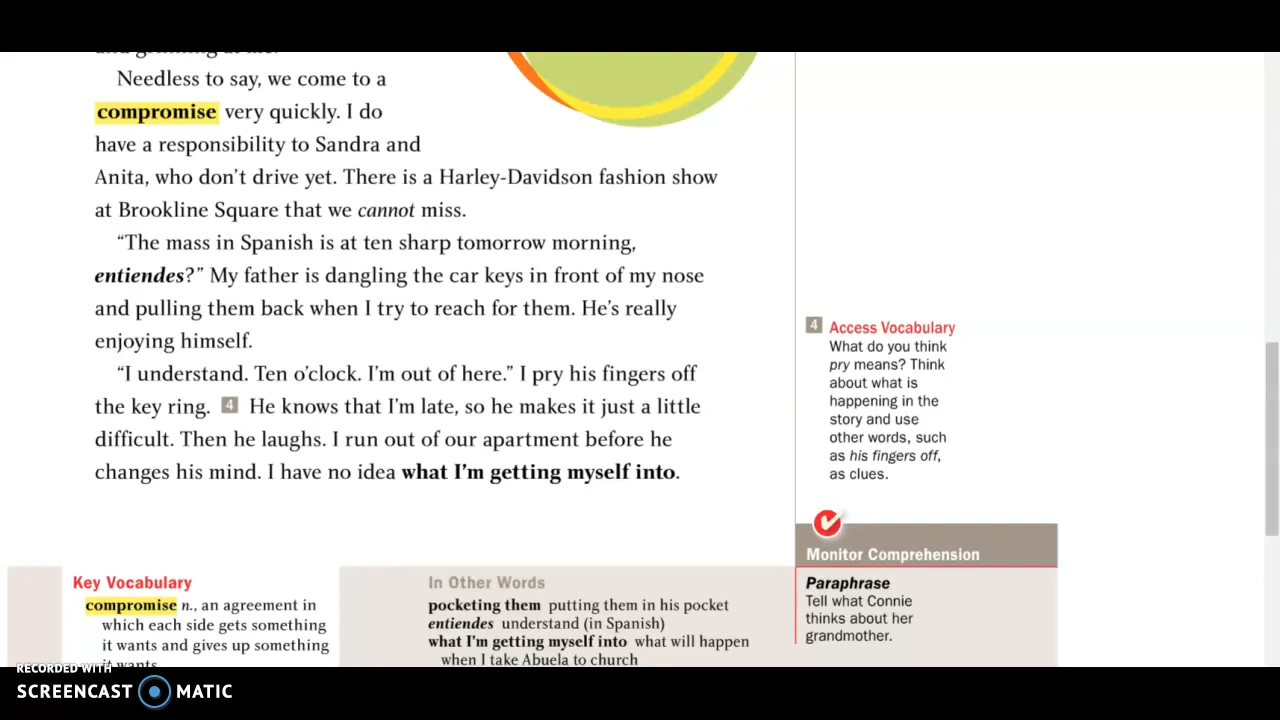 Needless to say, we come to a
compromise very quickly. I do
have a responsibility to Sandra and
Anita, who don't drive yet. There is a Harley-Davidson fashion show
at Brookline Square that we cannot miss.
“The mass in Spanish is at ten sharp tomorrow morning,
entiendes?” My father is dangling the car keys in front of my nose
and pulling them back when I try to reach for them. He's really
enjoying himself.
“I understand. Ten o'clock. I'm out of here.” I pry his fingers off
the key ring. 4 He knows that I'm late, so he makes it just a little
difficult. Then he laughs. I run out of our apartment before he
changes his mind. I have no idea what I'm getting myself into.
4 Access Vocabulary
What do you think
pry means? Think
about what is
happening in the
story and use
other words, such
as his fingers off,
as clues.
Monitor Comprehension
Paraphrase
Tell what Connie
thinks about her
grandmother.
Key Vocabulary
compromise n., an agreement in
which each side gets something
it wants and gives up something
it wants
In Other Words
pocketing them putting them in his pocket
entiendes understand (in Spanish)
what I'm getting myself into what will happen
when I take Abuela to church
RECORDED WITH
SCREENCAST MATIC